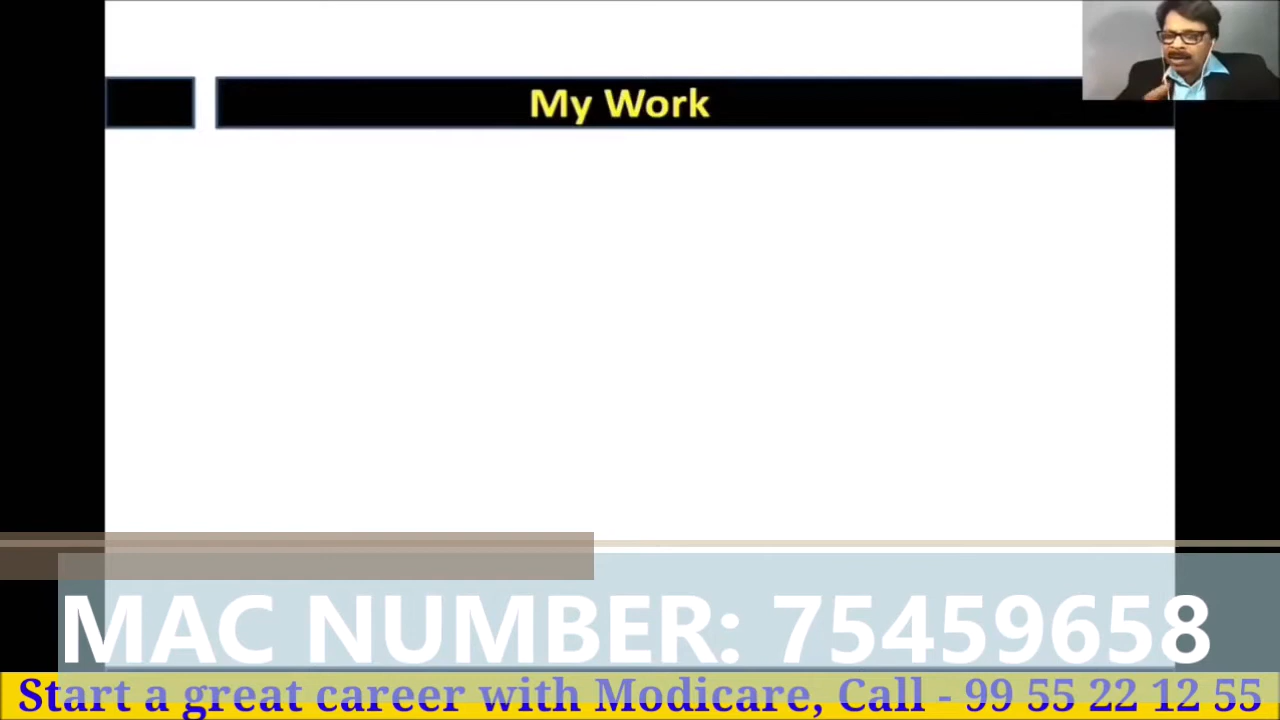 My Work
MAC NUMBER: 75459658
Start a great career with Modicare, Call - 99 55 22 12 55